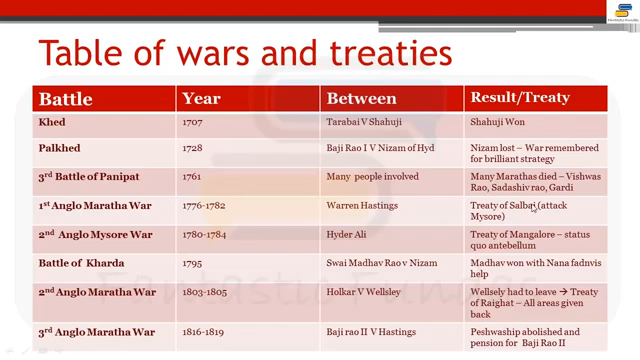 Table of wars and treaties
Battle Year Between Result/Treaty
Khed 1707 Tarabai V Shahuji Shahuji Won
Palkhed 1728 Baji Rao I V Nizam of Hyd Nizam lost – War remembered
for brilliant strategy
3rd Battle of Panipat 1761 Many people involved Many Marathas died – Vishwas
Rao, Sadashiv rao, Gardi
1st Anglo Maratha War 1776-1782 Warren Hastings Treaty of Salbai (attack
Mysore)
2nd Anglo Mysore War 1780-1784 Hyder Ali Treaty of Mangalore – status
quo antebellum
Battle of Kharda 1795 Swai Madhav Rao v Nizam Madhav won with Nana fadnvis
help
2nd Anglo Maratha War 1803-1805 Holkar V Wellsley Wellsely had to leave → Treaty
of Raighat – All areas given
back
3rd Anglo Maratha War 1816-1819 Baji rao II V Hastings Peshwaship abolished and
pension for Baji Rao II